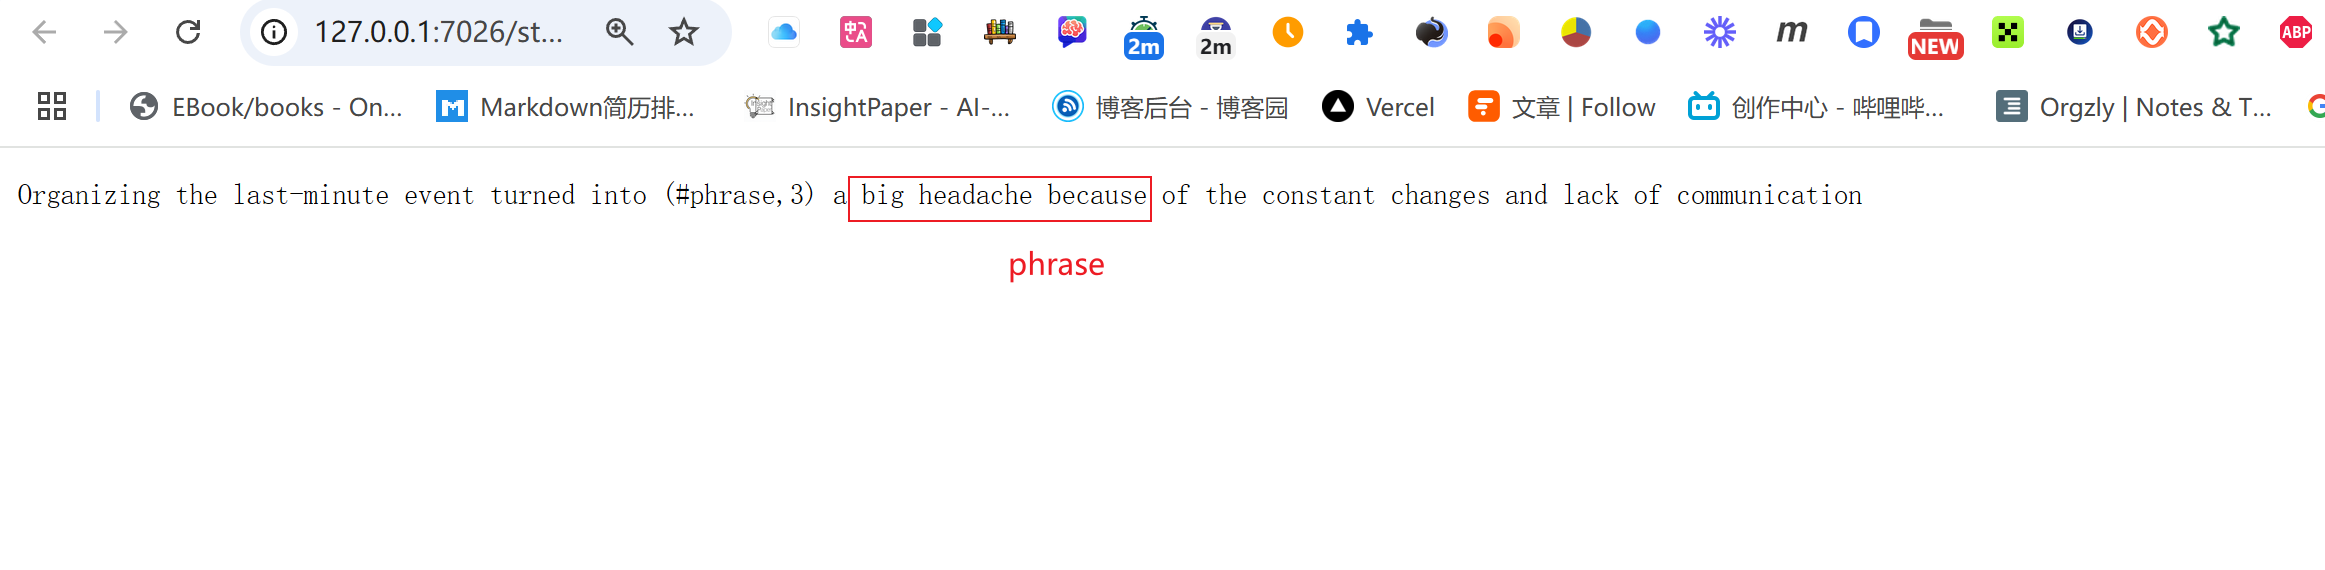 127.0.0.1:7026/st...
中 A
2m
2m
m
NEW
ABP
EBook/books - On...
Markdown简历排...
InsightPaper - AI-...
博客后台 - 博客园
Vercel
文章 | Follow
创作中心 - 哔哩哔...
Orgzly | Notes & T...
Organizing the last-minute event turned into (#phrase,3) a big headache because of the constant changes and lack of communication
phrase